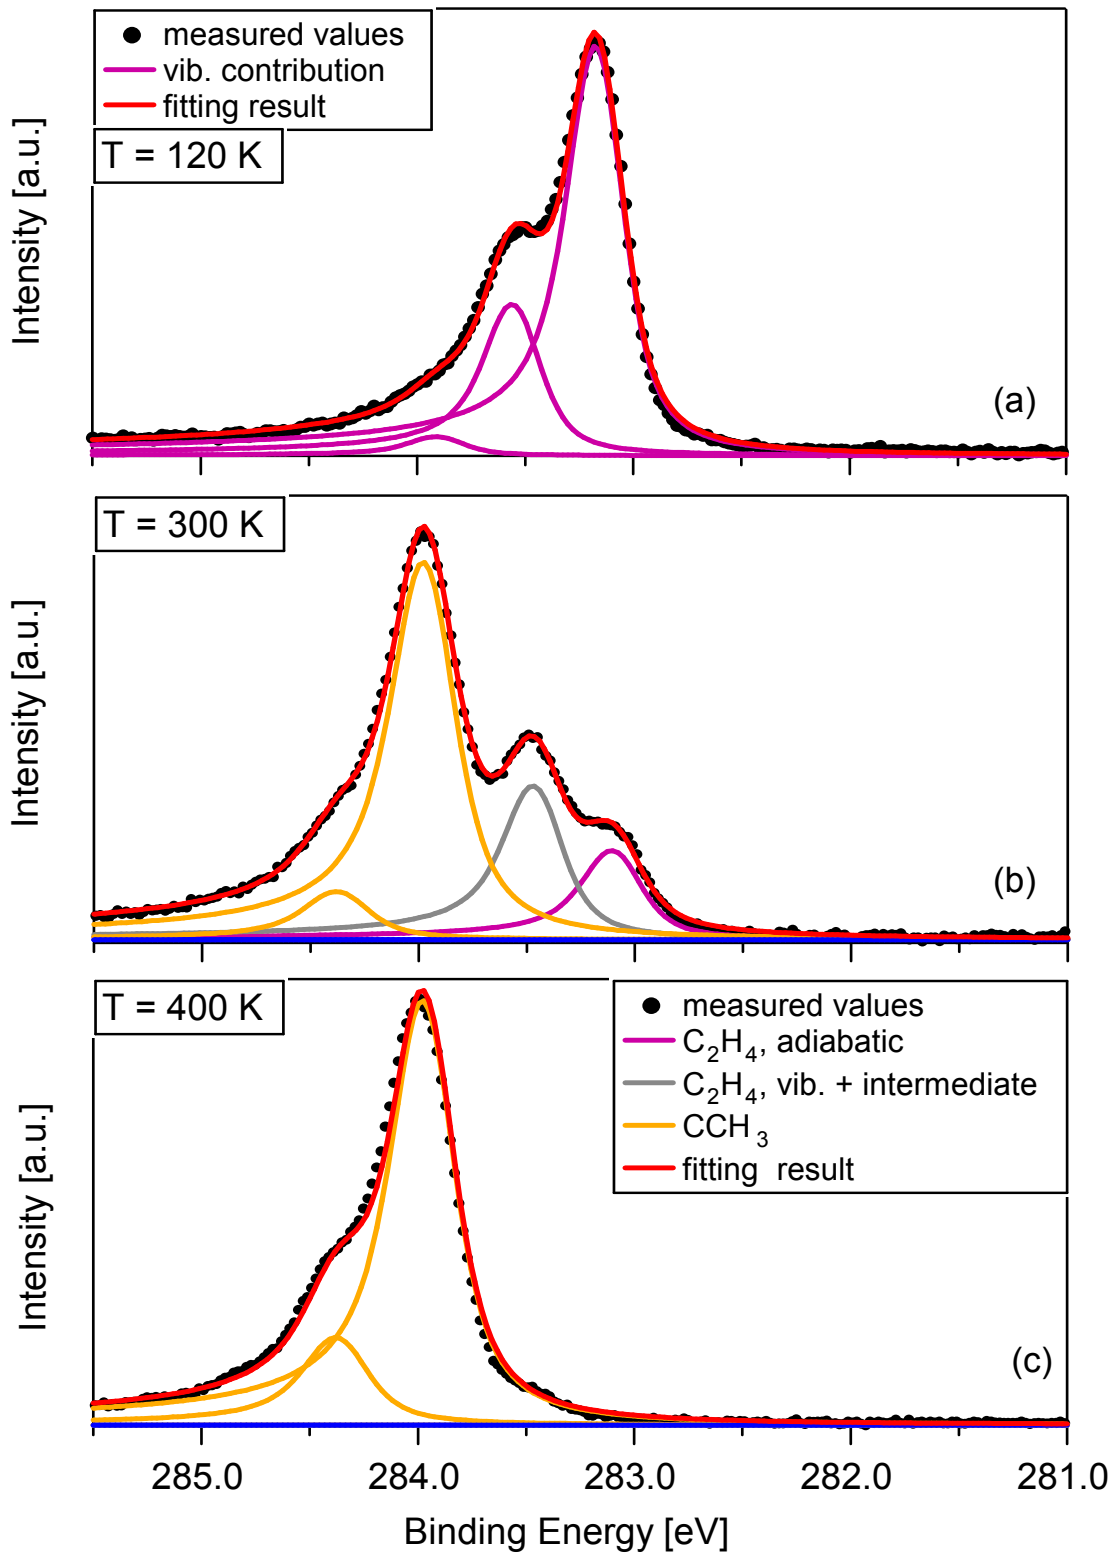 measured values
vib. contribution
fitting result
T = 120 K
Intensity [a.u.]
(a)
T = 300 K
Intensity [a.u.]
(b)
T = 400 K
measured values
C₂H₄, adiabatic
C₂H₄, vib. + intermediate
CCH₃
fitting result
Intensity [a.u.]
(c)
285.0 284.0 283.0 282.0 281.0
Binding Energy [eV]